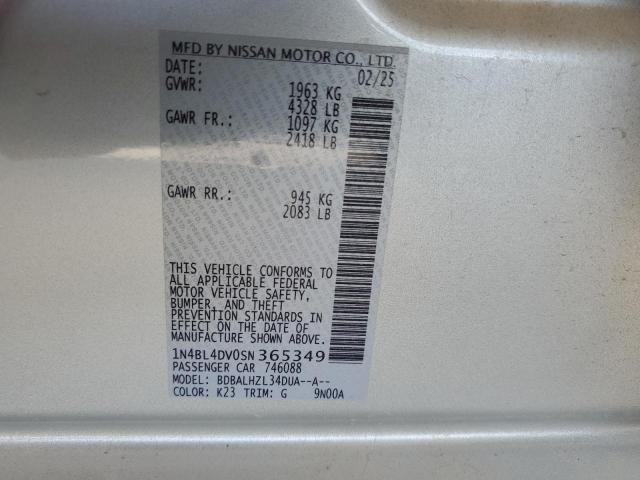 MFD BY NISSAN MOTOR CO., LTD.
DATE: 02/25
GVWR: 1963 KG
4328 LB
GAWR FR.: 1097 KG
2418 LB
GAWR RR.: 945 KG
2083 LB
THIS VEHICLE CONFORMS TO
ALL APPLICABLE FEDERAL
MOTOR VEHICLE SAFETY,
BUMPER, AND THEFT
PREVENTION STANDARDS IN
EFFECT ON THE DATE OF
MANUFACTURE SHOWN ABOVE.
1N4BL4DV0SN365349
PASSENGER CAR 746088
MODEL: BDBALHZL34DUA--A--
COLOR: K23 TRIM: G 9N00A